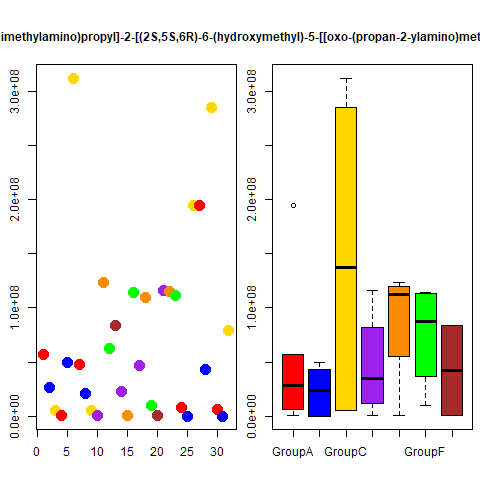 imethylamino)propyl]-2-[(2S,5S,6R)-6-(hydroxymethyl)-5-[[oxo-(propan-2-ylamino)met
0.0e+00 1.0e+08 2.0e+08 3.0e+08
0 5 10 15 20 25 30
0.0e+00 1.0e+08 2.0e+08 3.0e+08
GroupA GroupC GroupF